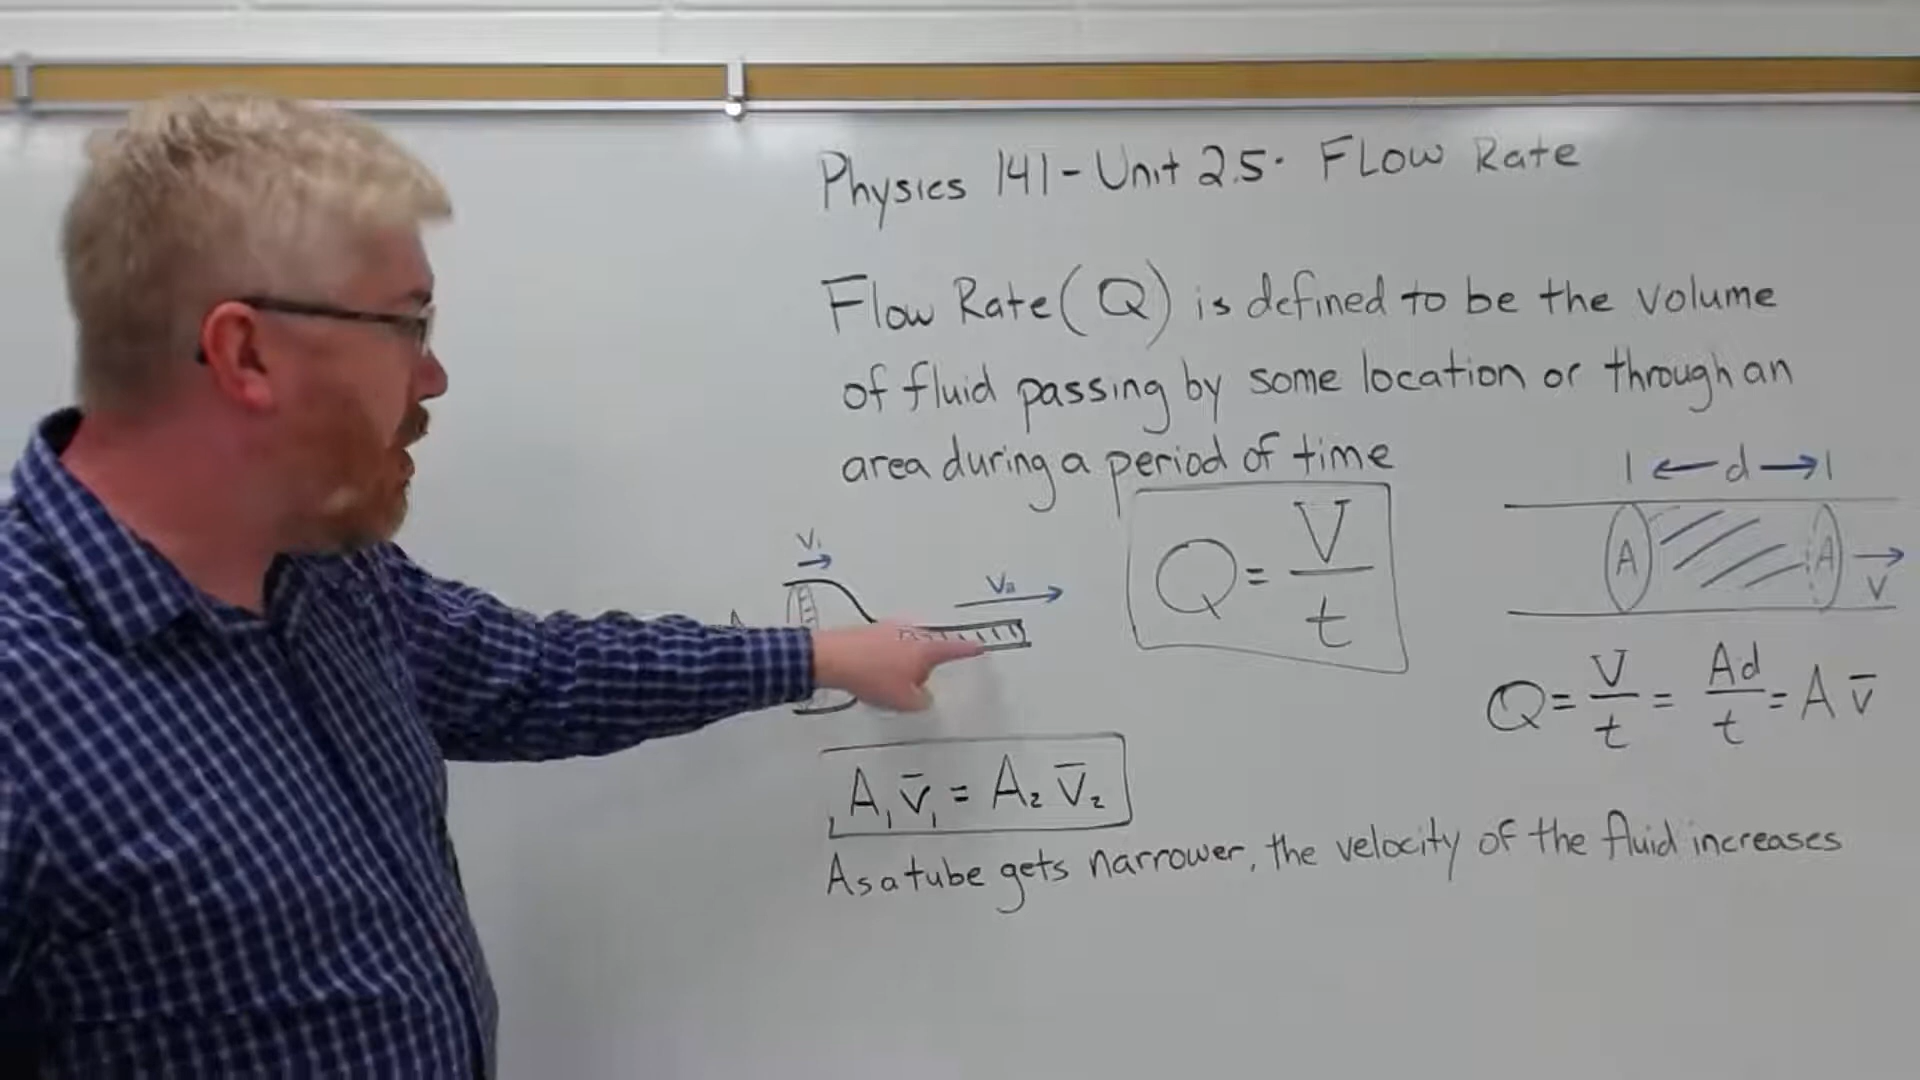 Physics 141 - Unit 2.5. FLow Rate
Flow Rate (Q) is defined to be the volume
of fluid passing by some location or through an
area during a period of time
| ← d → |
V₁
V₂
Q = V/t
A
A
V
Q = V/t = Ad/t = A v̄
A₁ v̄₁ = A₂ v̄₂
As a tube gets narrower, the velocity of the fluid increases